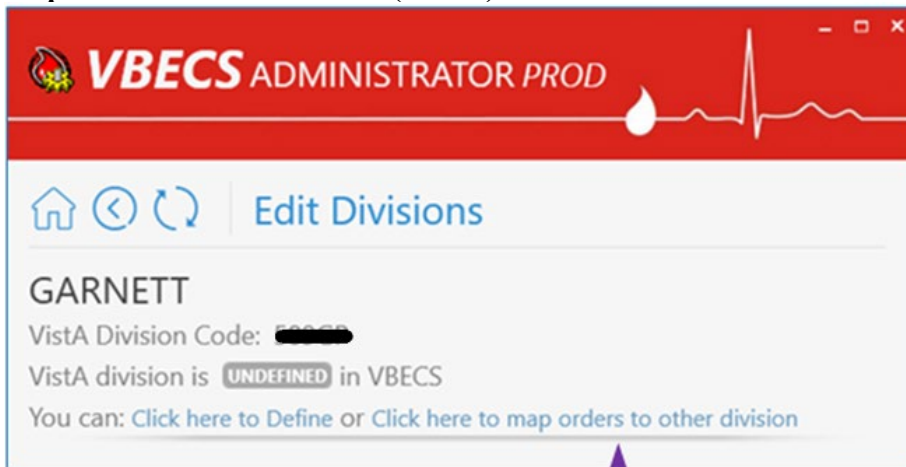 VBECS ADMINISTRATOR PROD
Edit Divisions
GARNETT
VistA Division Code:
VistA division is UNDEFINED in VBECS
You can: Click here to Define or Click here to map orders to other division